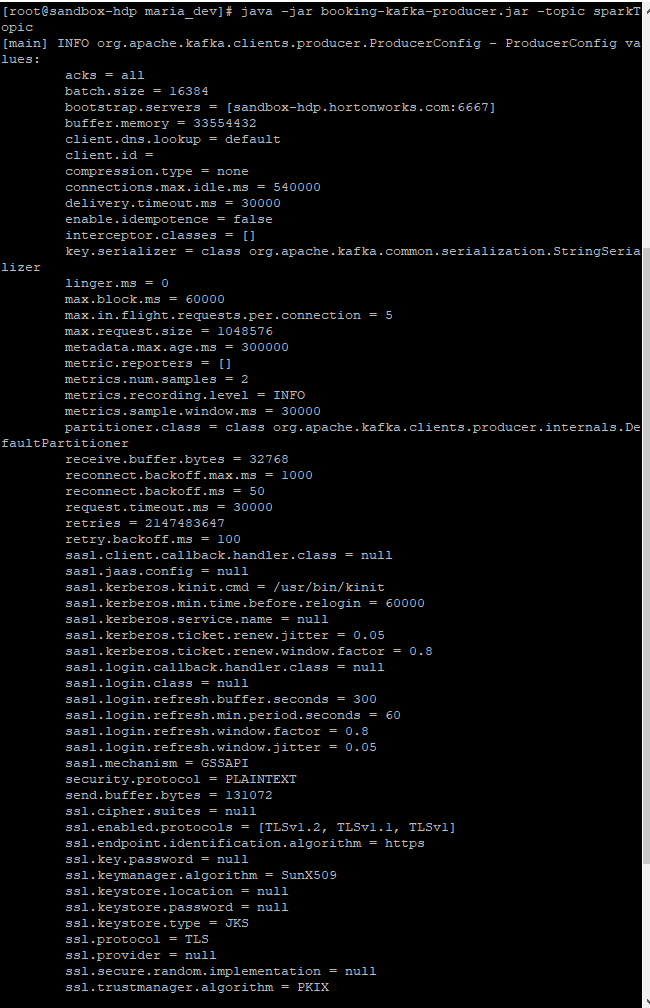 [root@sandbox-hdp maria_dev]# java -jar booking-kafka-producer.jar -topic sparkT
opic
[main] INFO org.apache.kafka.clients.producer.ProducerConfig - ProducerConfig va
lues:
acks = all
batch.size = 16384
bootstrap.servers = [sandbox-hdp.hortonworks.com:6667]
buffer.memory = 33554432
client.dns.lookup = default
client.id =
compression.type = none
connections.max.idle.ms = 540000
delivery.timeout.ms = 30000
enable.idempotence = false
interceptor.classes = []
key.serializer = class org.apache.kafka.common.serialization.StringSeria
lizer
linger.ms = 0
max.block.ms = 60000
max.in.flight.requests.per.connection = 5
max.request.size = 1048576
metadata.max.age.ms = 300000
metric.reporters = []
metrics.num.samples = 2
metrics.recording.level = INFO
metrics.sample.window.ms = 30000
partitioner.class = class org.apache.kafka.clients.producer.internals.De
faultPartitioner
receive.buffer.bytes = 32768
reconnect.backoff.max.ms = 1000
reconnect.backoff.ms = 50
request.timeout.ms = 30000
retries = 2147483647
retry.backoff.ms = 100
sasl.client.callback.handler.class = null
sasl.jaas.config = null
sasl.kerberos.kinit.cmd = /usr/bin/kinit
sasl.kerberos.min.time.before.relogin = 60000
sasl.kerberos.service.name = null
sasl.kerberos.ticket.renew.jitter = 0.05
sasl.kerberos.ticket.renew.window.factor = 0.8
sasl.login.callback.handler.class = null
sasl.login.class = null
sasl.login.refresh.buffer.seconds = 300
sasl.login.refresh.min.period.seconds = 60
sasl.login.refresh.window.factor = 0.8
sasl.login.refresh.window.jitter = 0.05
sasl.mechanism = GSSAPI
security.protocol = PLAINTEXT
send.buffer.bytes = 131072
ssl.cipher.suites = null
ssl.enabled.protocols = [TLSv1.2, TLSv1.1, TLSv1]
ssl.endpoint.identification.algorithm = https
ssl.key.password = null
ssl.keymanager.algorithm = SunX509
ssl.keystore.location = null
ssl.keystore.password = null
ssl.keystore.type = JKS
ssl.protocol = TLS
ssl.provider = null
ssl.secure.random.implementation = null
ssl.trustmanager.algorithm = PKIX